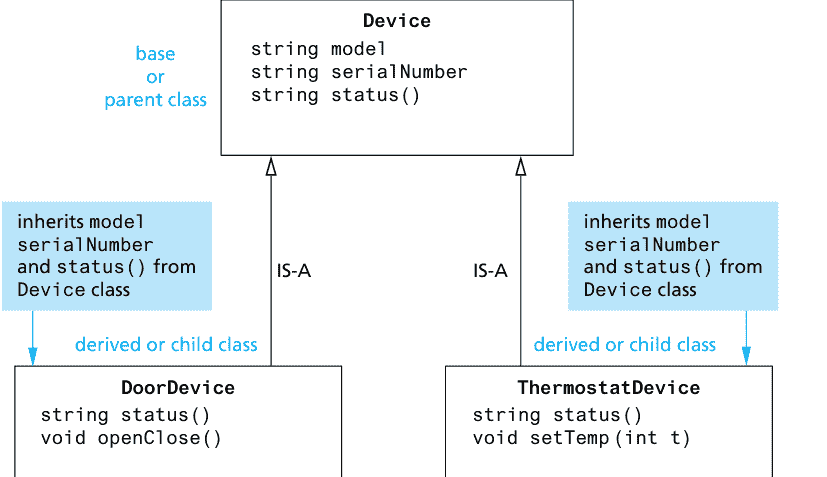 Device
string model
string serialNumber
string status()
base
or
parent class
inherits model
serialNumber
and status() from
Device class
inherits model
serialNumber
and status() from
Device class
IS-A
IS-A
derived or child class
derived or child class
DoorDevice
string status()
void openClose()
ThermostatDevice
string status()
void setTemp(int t)